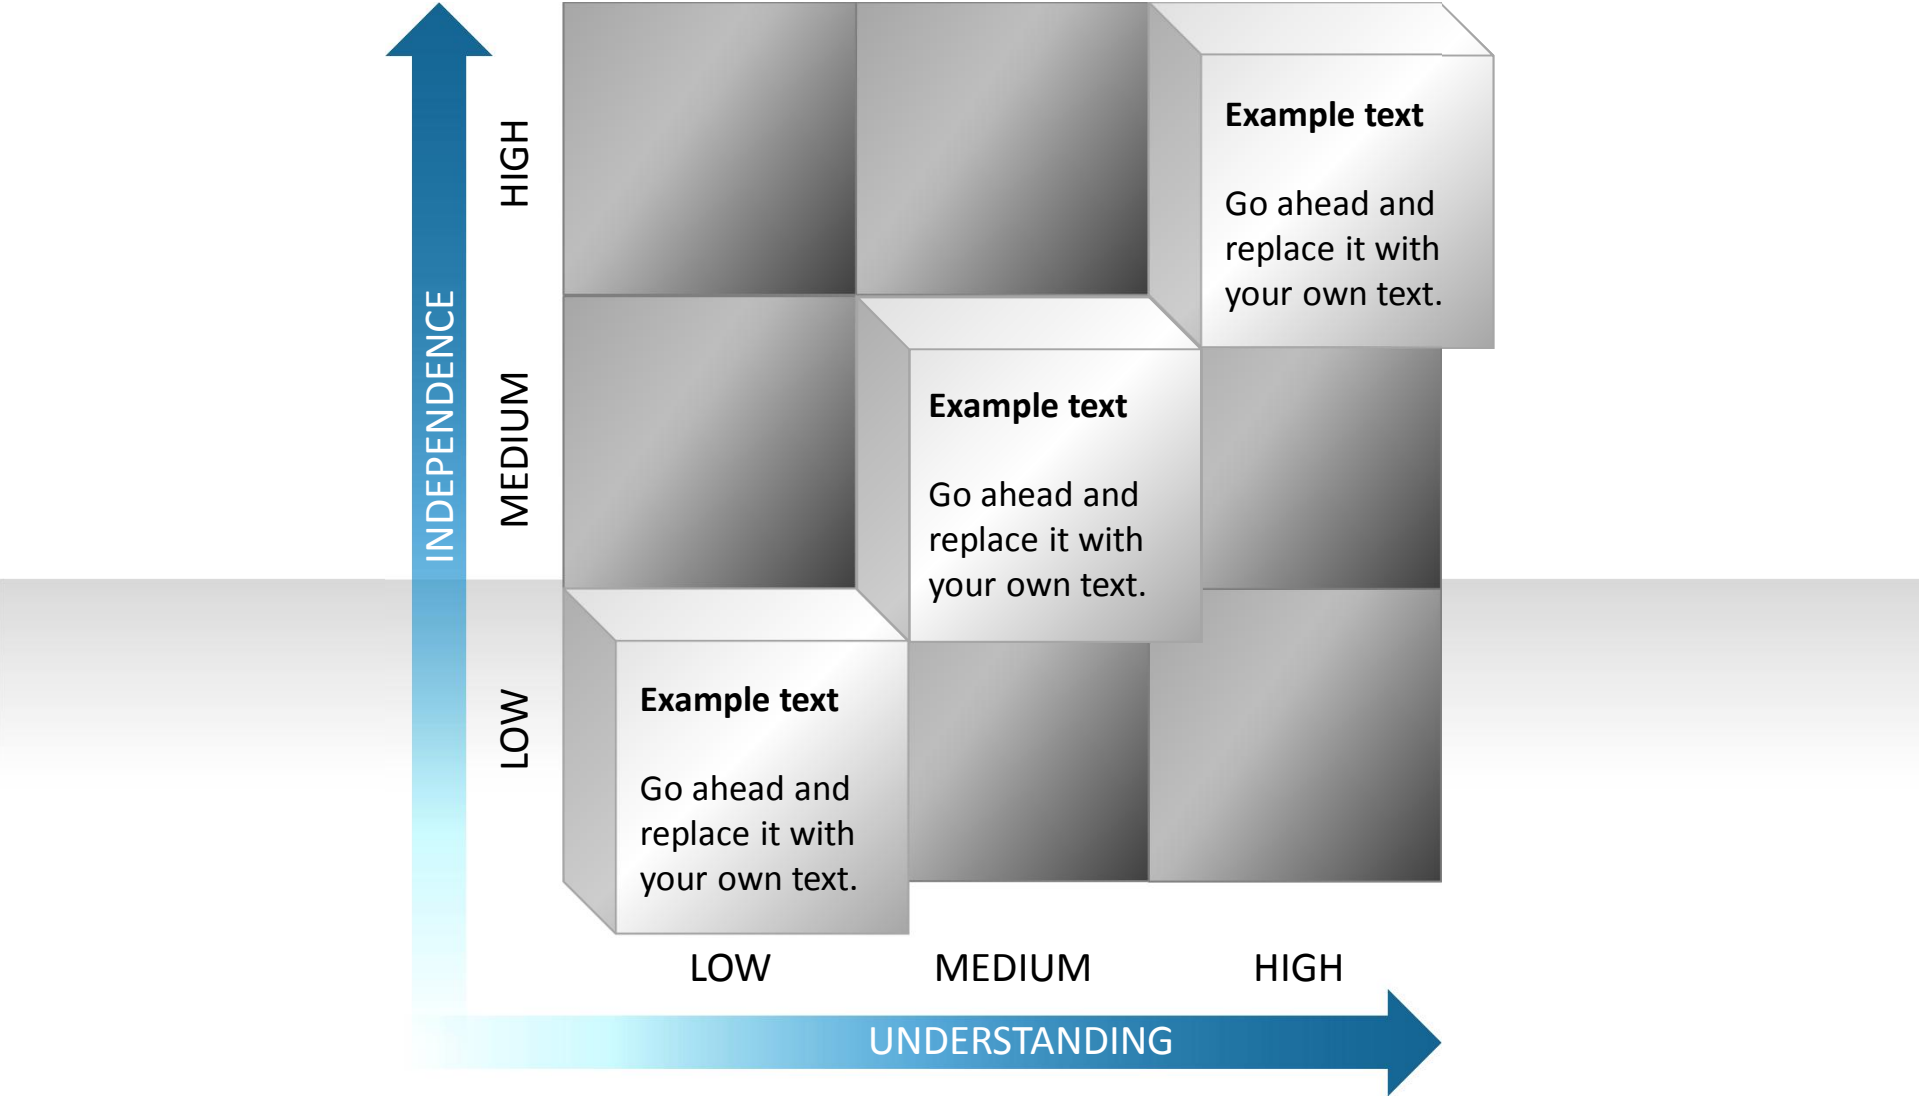 INDEPENDENCE
HIGH
MEDIUM
LOW
Example text
Go ahead and
replace it with
your own text.
Example text
Go ahead and
replace it with
your own text.
Example text
Go ahead and
replace it with
your own text.
LOW
MEDIUM
HIGH
UNDERSTANDING